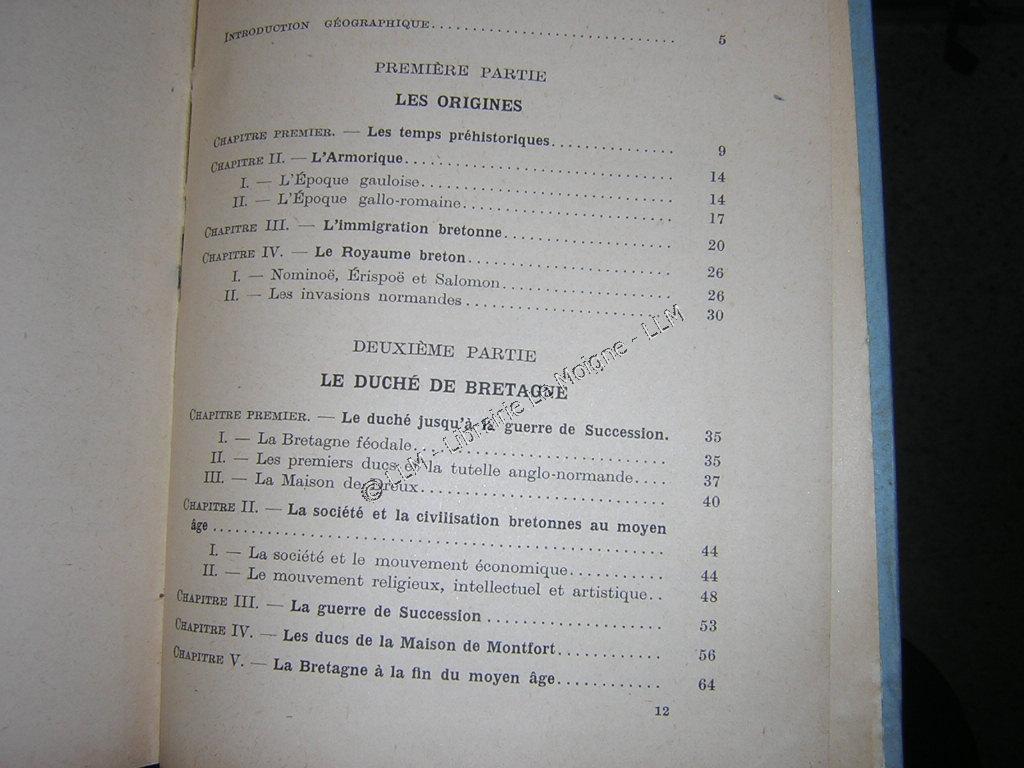 INTRODUCTION GÉOGRAPHIQUE.............................. 5
PREMIÈRE PARTIE
LES ORIGINES
CHAPITRE PREMIER. — Les temps préhistoriques............... 9
CHAPITRE II. — L'Armorique................................. 14
I. — L'Époque gauloise................................. 14
II. — L'Époque gallo-romaine........................... 17
CHAPITRE III. — L'immigration bretonne..................... 20
CHAPITRE IV. — Le Royaume breton......................... 26
I. — Nominoë, Érispoë et Salomon..................... 26
II. — Les invasions normandes......................... 30
DEUXIÈME PARTIE
LE DUCHÉ DE BRETAGNE
CHAPITRE PREMIER. — Le duché jusqu'à la guerre de Succession. 35
I. — La Bretagne féodale............................... 35
II. — Les premiers ducs et la tutelle anglo-normande.... 37
III. — La Maison de Dreux............................... 40
CHAPITRE II. — La société et la civilisation bretonnes au moyen
âge................................................... 44
I. — La société et le mouvement économique............ 44
II. — Le mouvement religieux, intellectuel et artistique.. 48
CHAPITRE III. — La guerre de Succession.................... 53
CHAPITRE IV. — Les ducs de la Maison de Montfort............ 56
CHAPITRE V. — La Bretagne à la fin du moyen âge............ 64
12
© LLM - Librairie Le Moigne - LLM